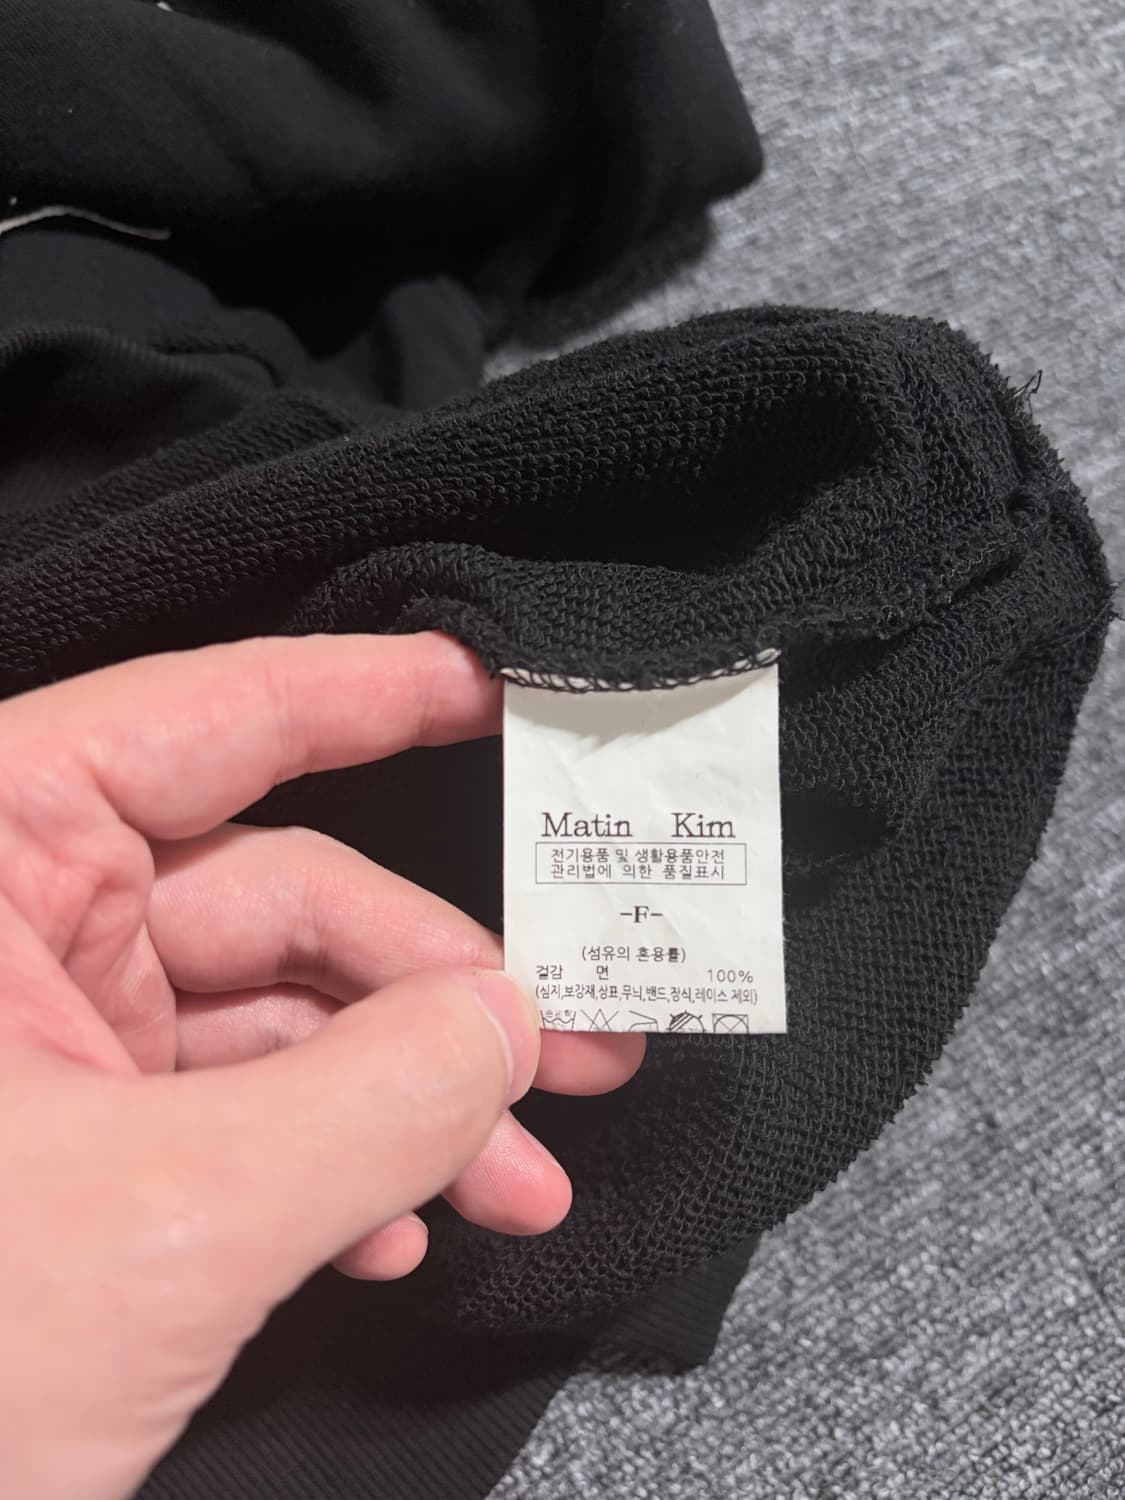 Matin Kim
전기용품 및 생활용품안전
관리법에 의한 품질표시
-F-
(섬유의 혼용률)
겉감 면 100%
(심지,보강재,상표,무늬,밴드,장식,레이스 제외)